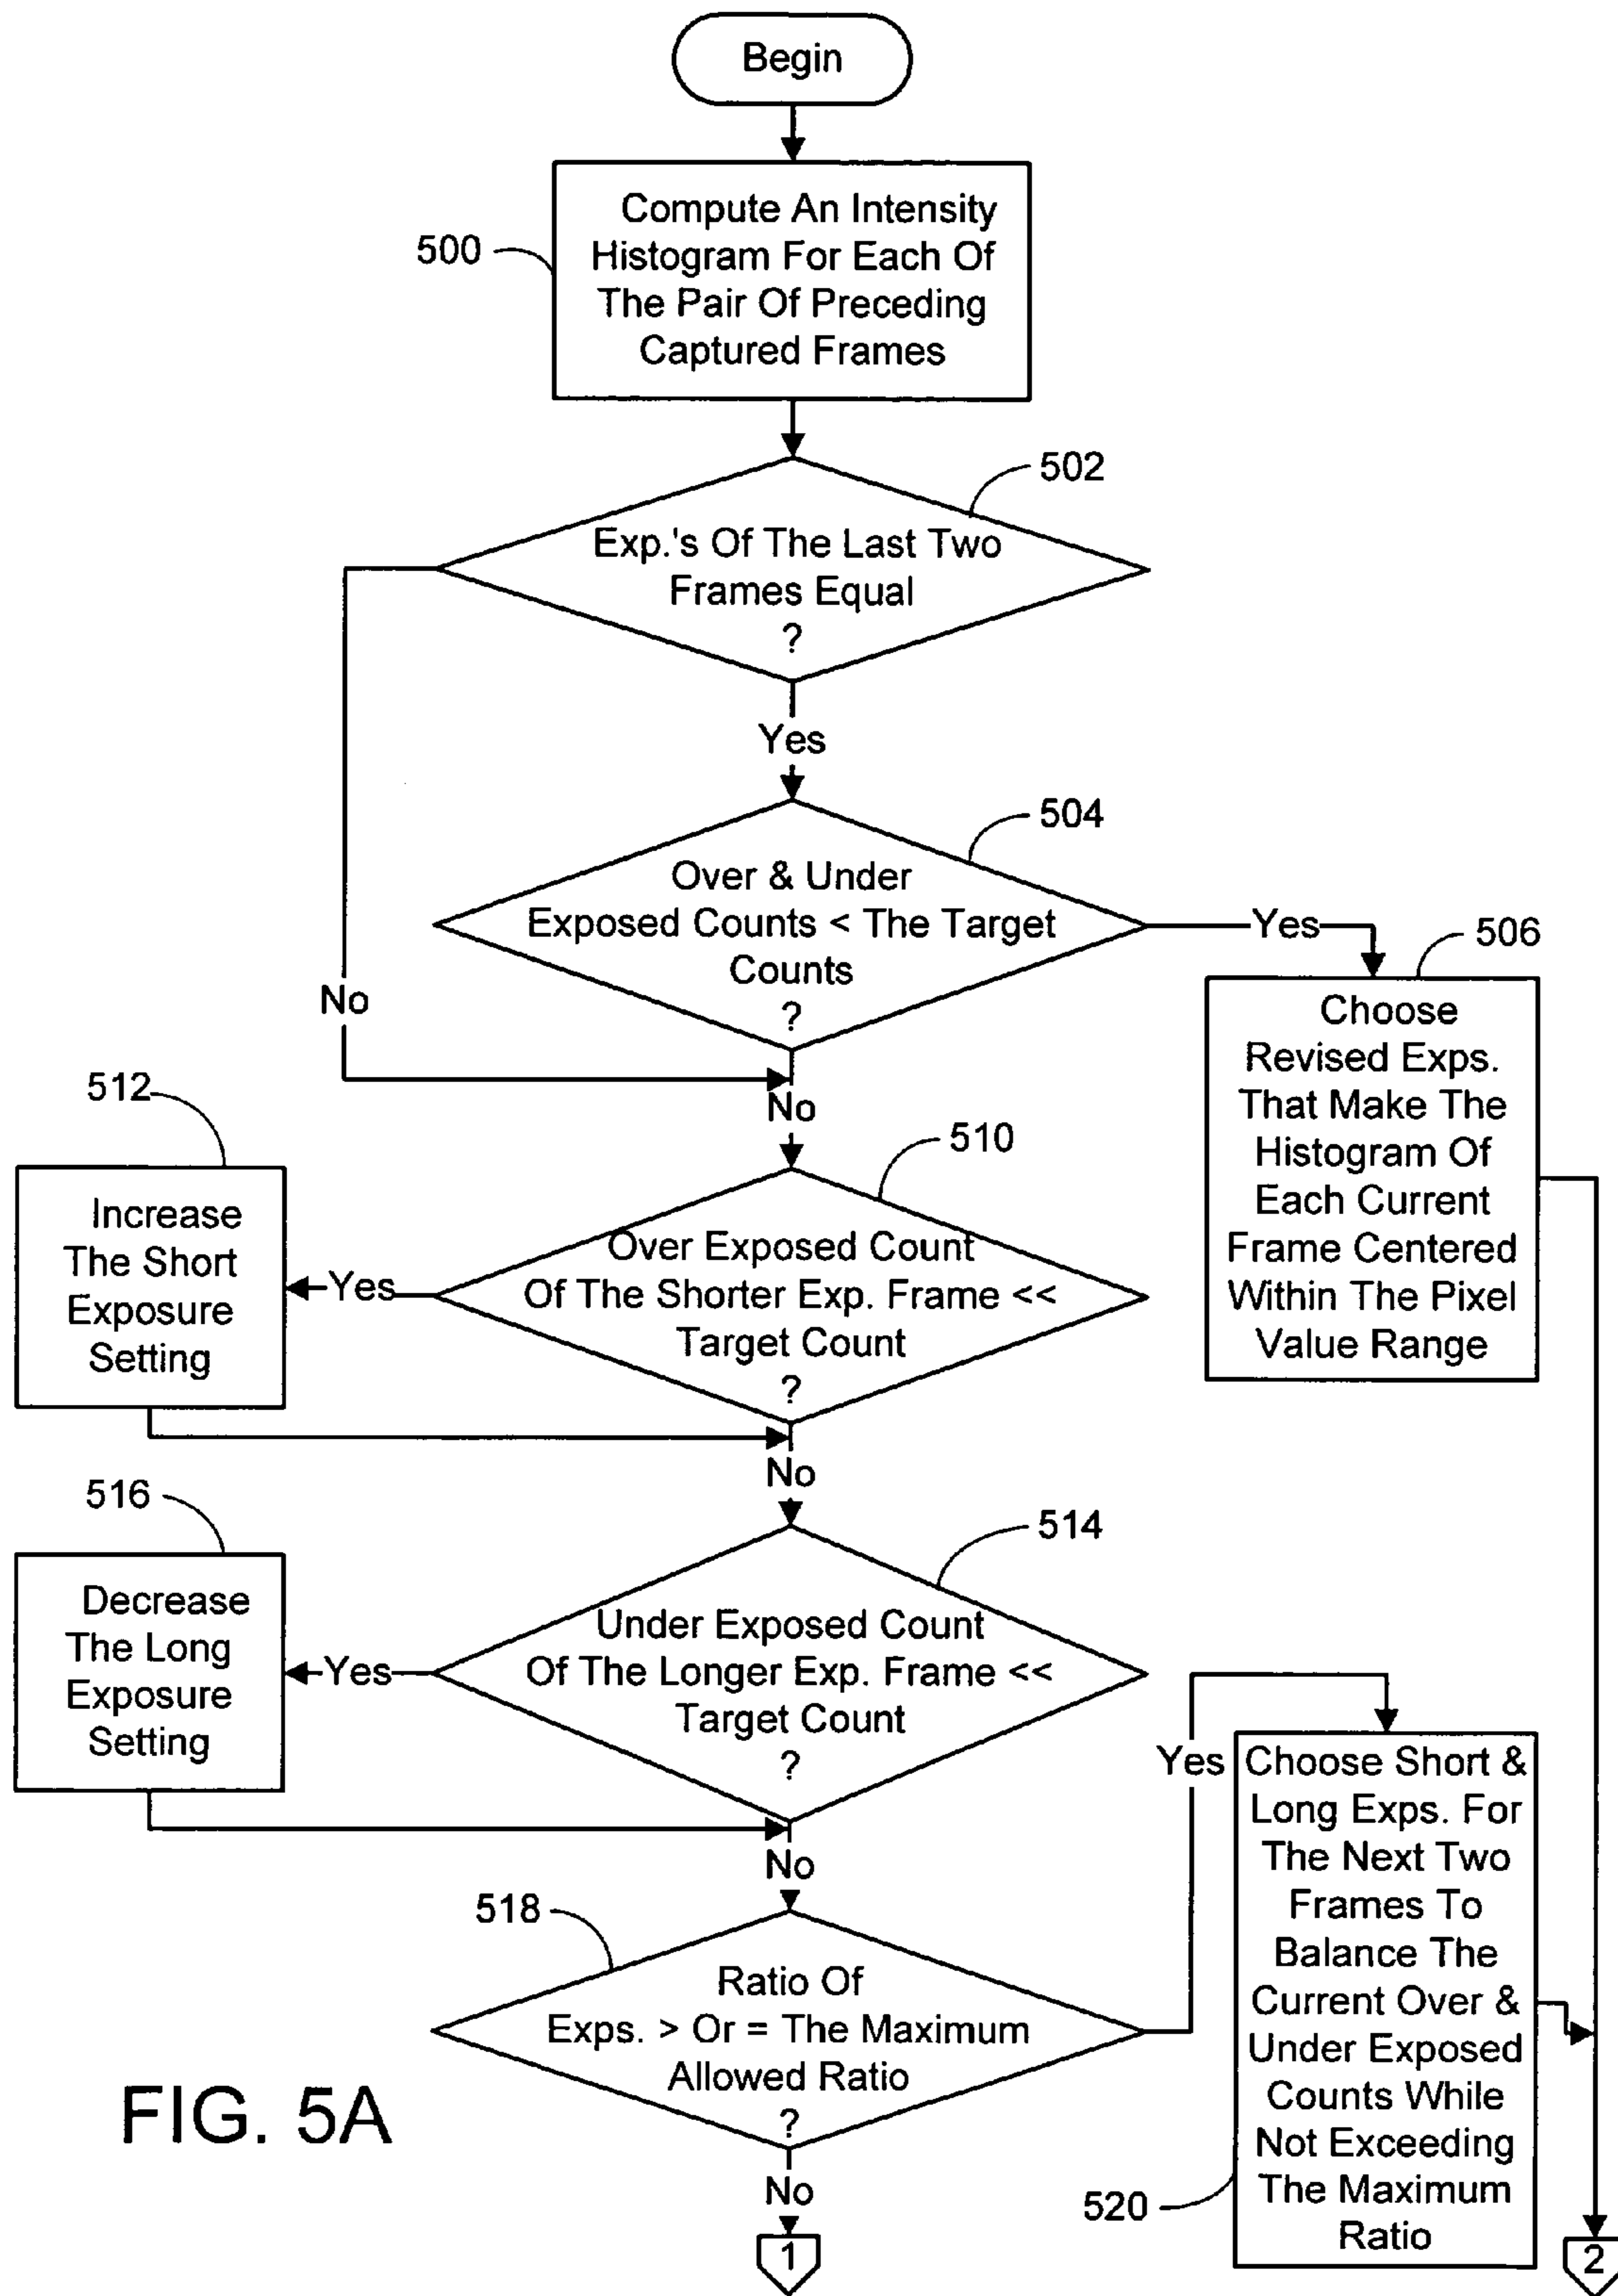 Begin
Compute An Intensity
Histogram For Each Of
The Pair Of Preceding
Captured Frames
500
502
Exp.'s Of The Last Two
Frames Equal
?
Yes
504
Over & Under
Exposed Counts < The Target
Counts
?
Yes
506
Choose
Revised Exps.
That Make The
Histogram Of
Each Current
Frame Centered
Within The Pixel
Value Range
No
No
512
Increase
The Short
Exposure
Setting
510
Over Exposed Count
Of The Shorter Exp. Frame <<
Target Count
?
Yes
No
516
Decrease
The Long
Exposure
Setting
514
Under Exposed Count
Of The Longer Exp. Frame <<
Target Count
?
Yes
No
518
Ratio Of
Exps. > Or = The Maximum
Allowed Ratio
?
Yes
Choose Short &
Long Exps. For
The Next Two
Frames To
Balance The
Current Over &
Under Exposed
Counts While
Not Exceeding
The Maximum
Ratio
520
No
1
2
FIG. 5A